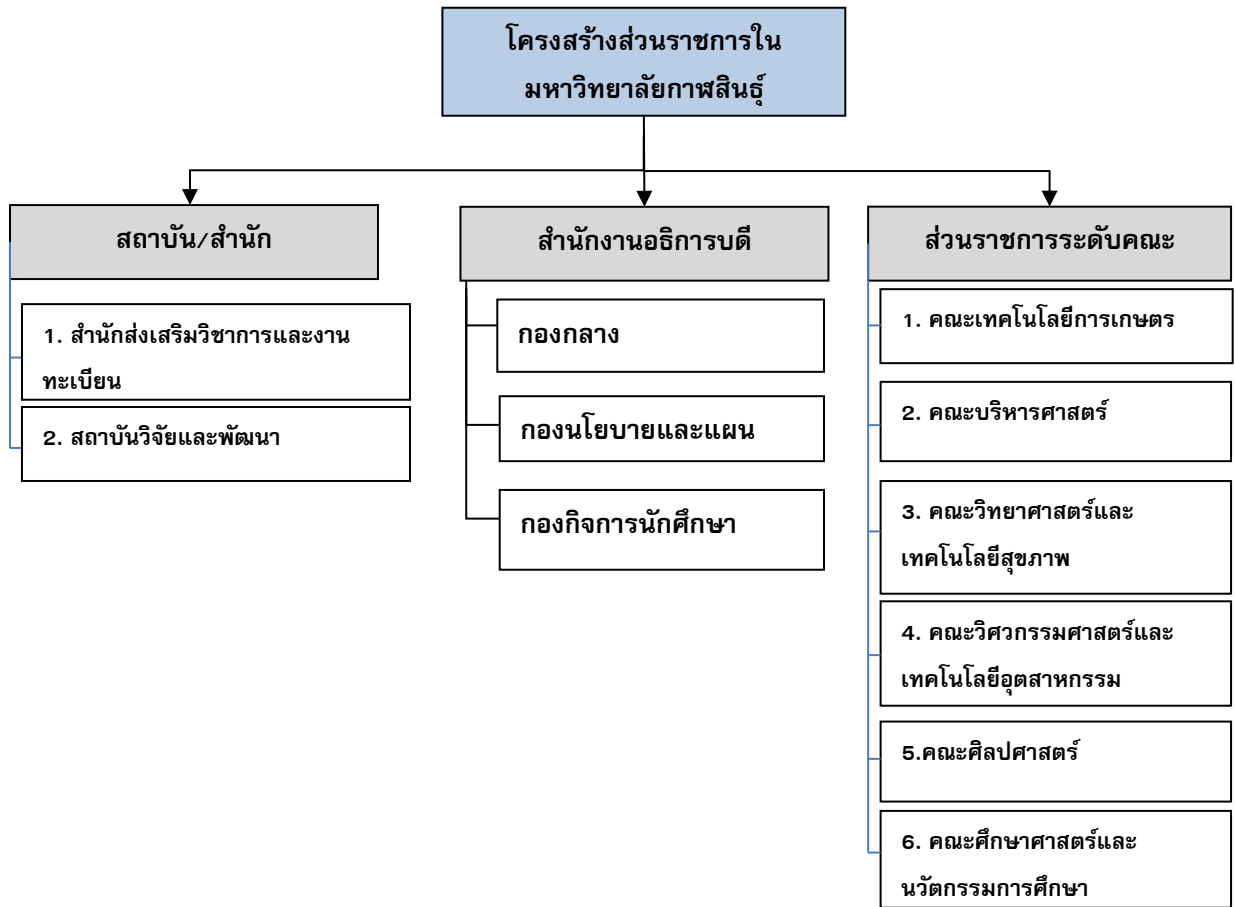 โครงสร้างส่วนราชการใน
มหาวิทยาลัยกาฬสินธุ์
สถาบัน/สำนัก
1. สำนักส่งเสริมวิชาการและงาน
ทะเบียน
2. สถาบันวิจัยและพัฒนา
สำนักงานอธิการบดี
กองกลาง
กองนโยบายและแผน
กองกิจการนักศึกษา
ส่วนราชการระดับคณะ
1. คณะเทคโนโลยีการเกษตร
2. คณะบริหารศาสตร์
3. คณะวิทยาศาสตร์และ
เทคโนโลยีสุขภาพ
4. คณะวิศวกรรมศาสตร์และ
เทคโนโลยีอุตสาหกรรม
5.คณะศิลปศาสตร์
6. คณะศึกษาศาสตร์และ
นวัตกรรมการศึกษา